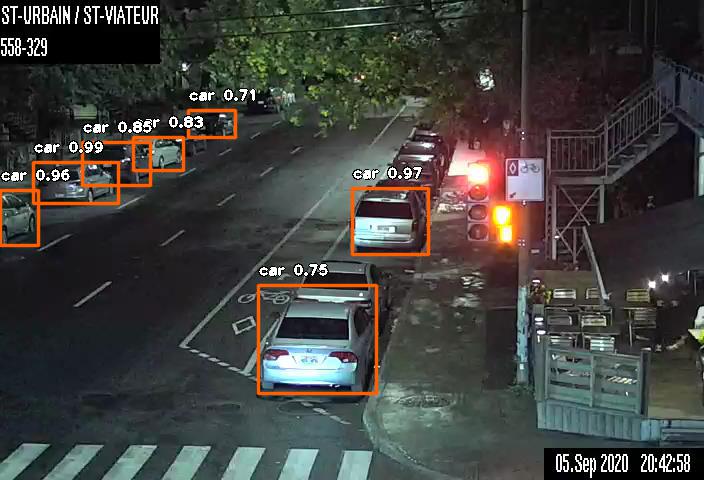 ST-URBAIN / ST-VIATEUR
558-329
car 0.71
car 0.83
car 0.85
car 0.99
car 0.96
car 0.97
car 0.75
05.Sep 2020 20:42:58